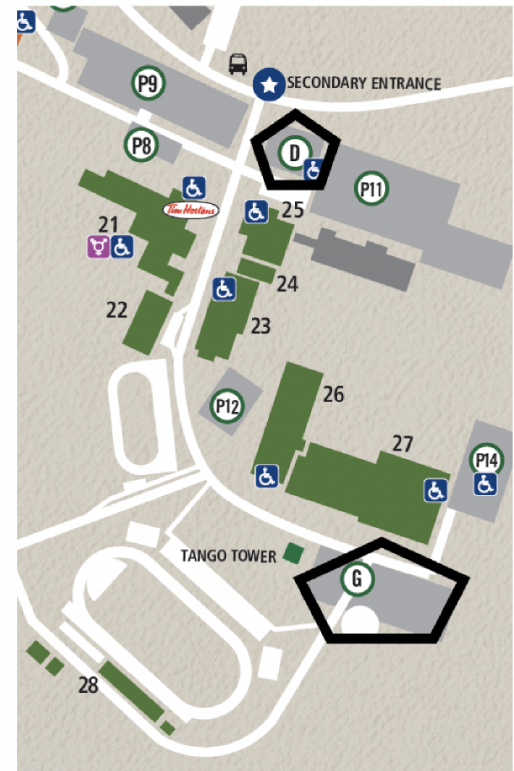 P9
SECONDARY ENTRANCE
P8
D
P11
Tim Hortons
21
25
24
22
23
26
P12
27
P14
TANGO TOWER
G
28